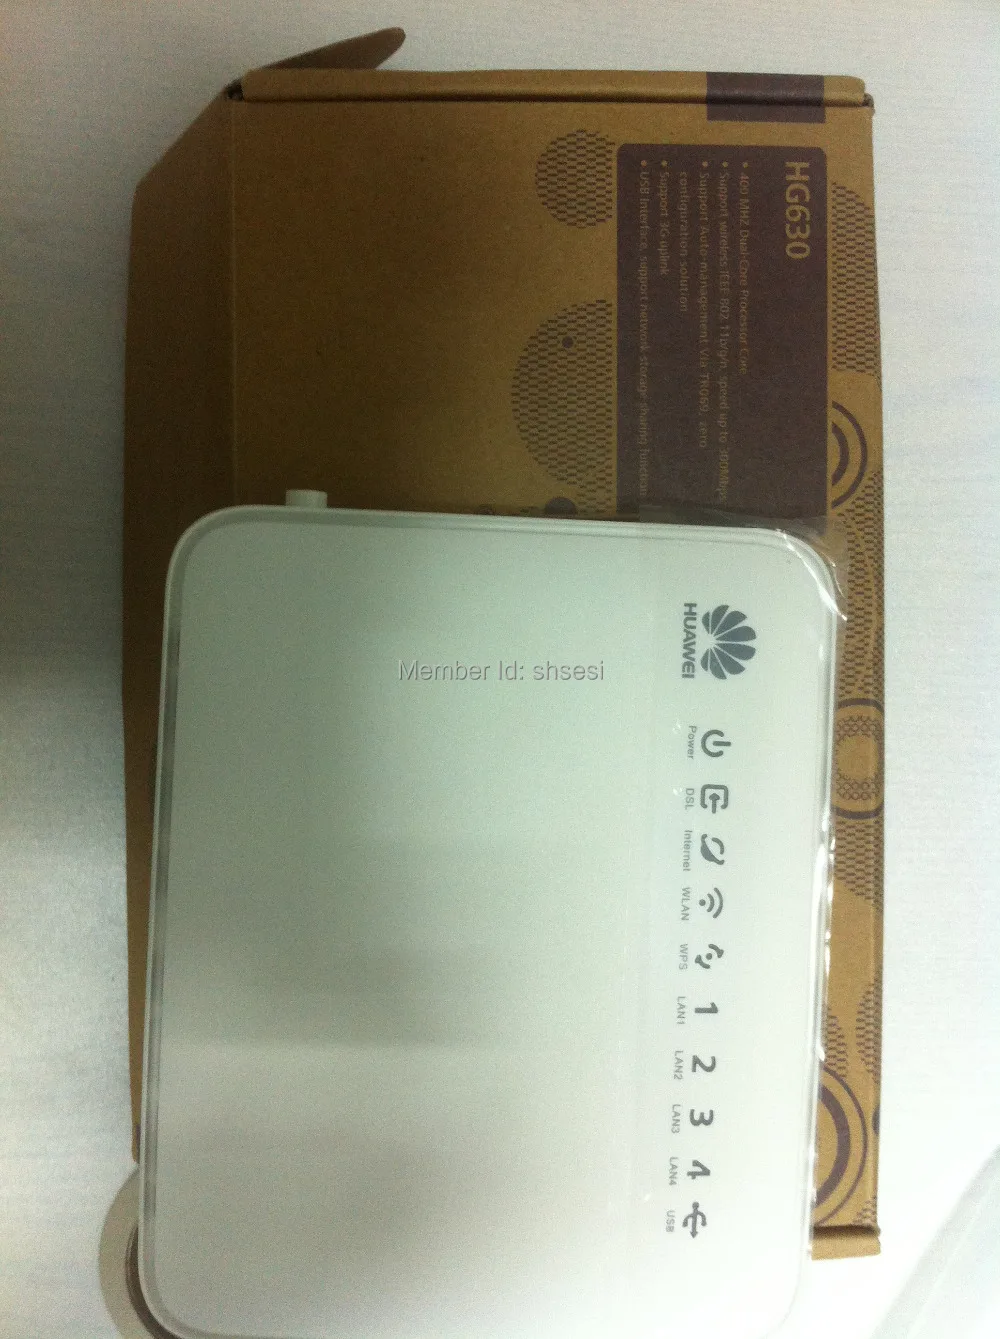 HG630
• 400 MHZ Dual-Core Processor Core
• Support wireless IEEE 802.11b/g/n, speed up to 300Mbps
• Support Auto-management Via TR069, zero
configuration solution
• Support 3G uplink
• USB Interface, support network storage sharing function
HUAWEI
Member Id: shsesi
Power
DSL
Internet
WLAN
WPS
1 LAN1
2 LAN2
3 LAN3
4 LAN4
USB